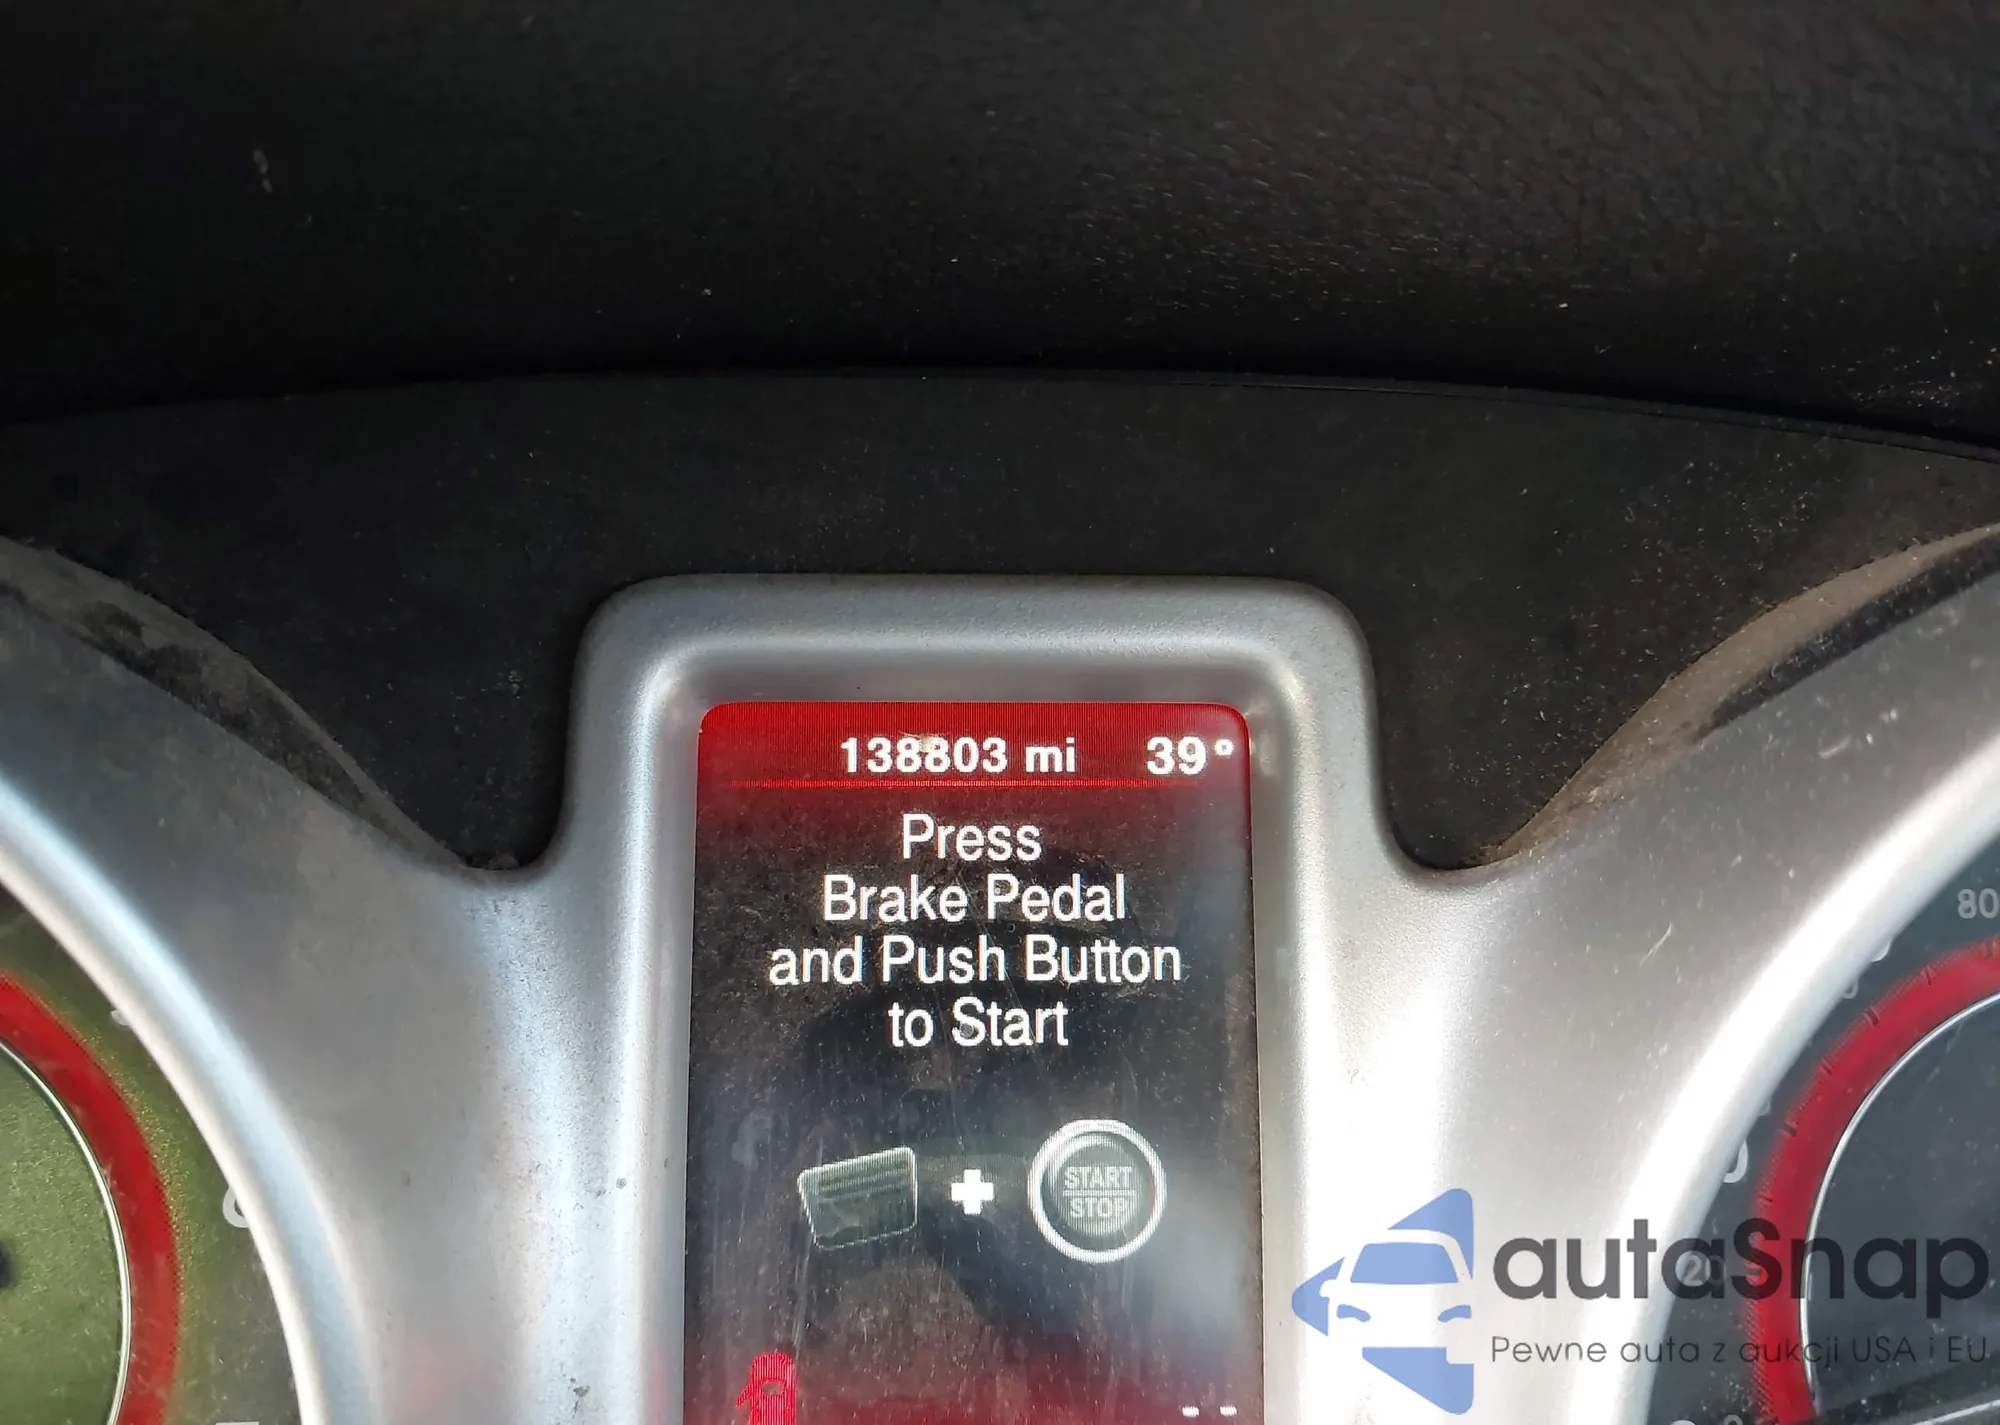 138803 mi 39°
Press
Brake Pedal
and Push Button
to Start
START
STOP
80
20
autaSnap
Pewne auta z aukcji USA i EU